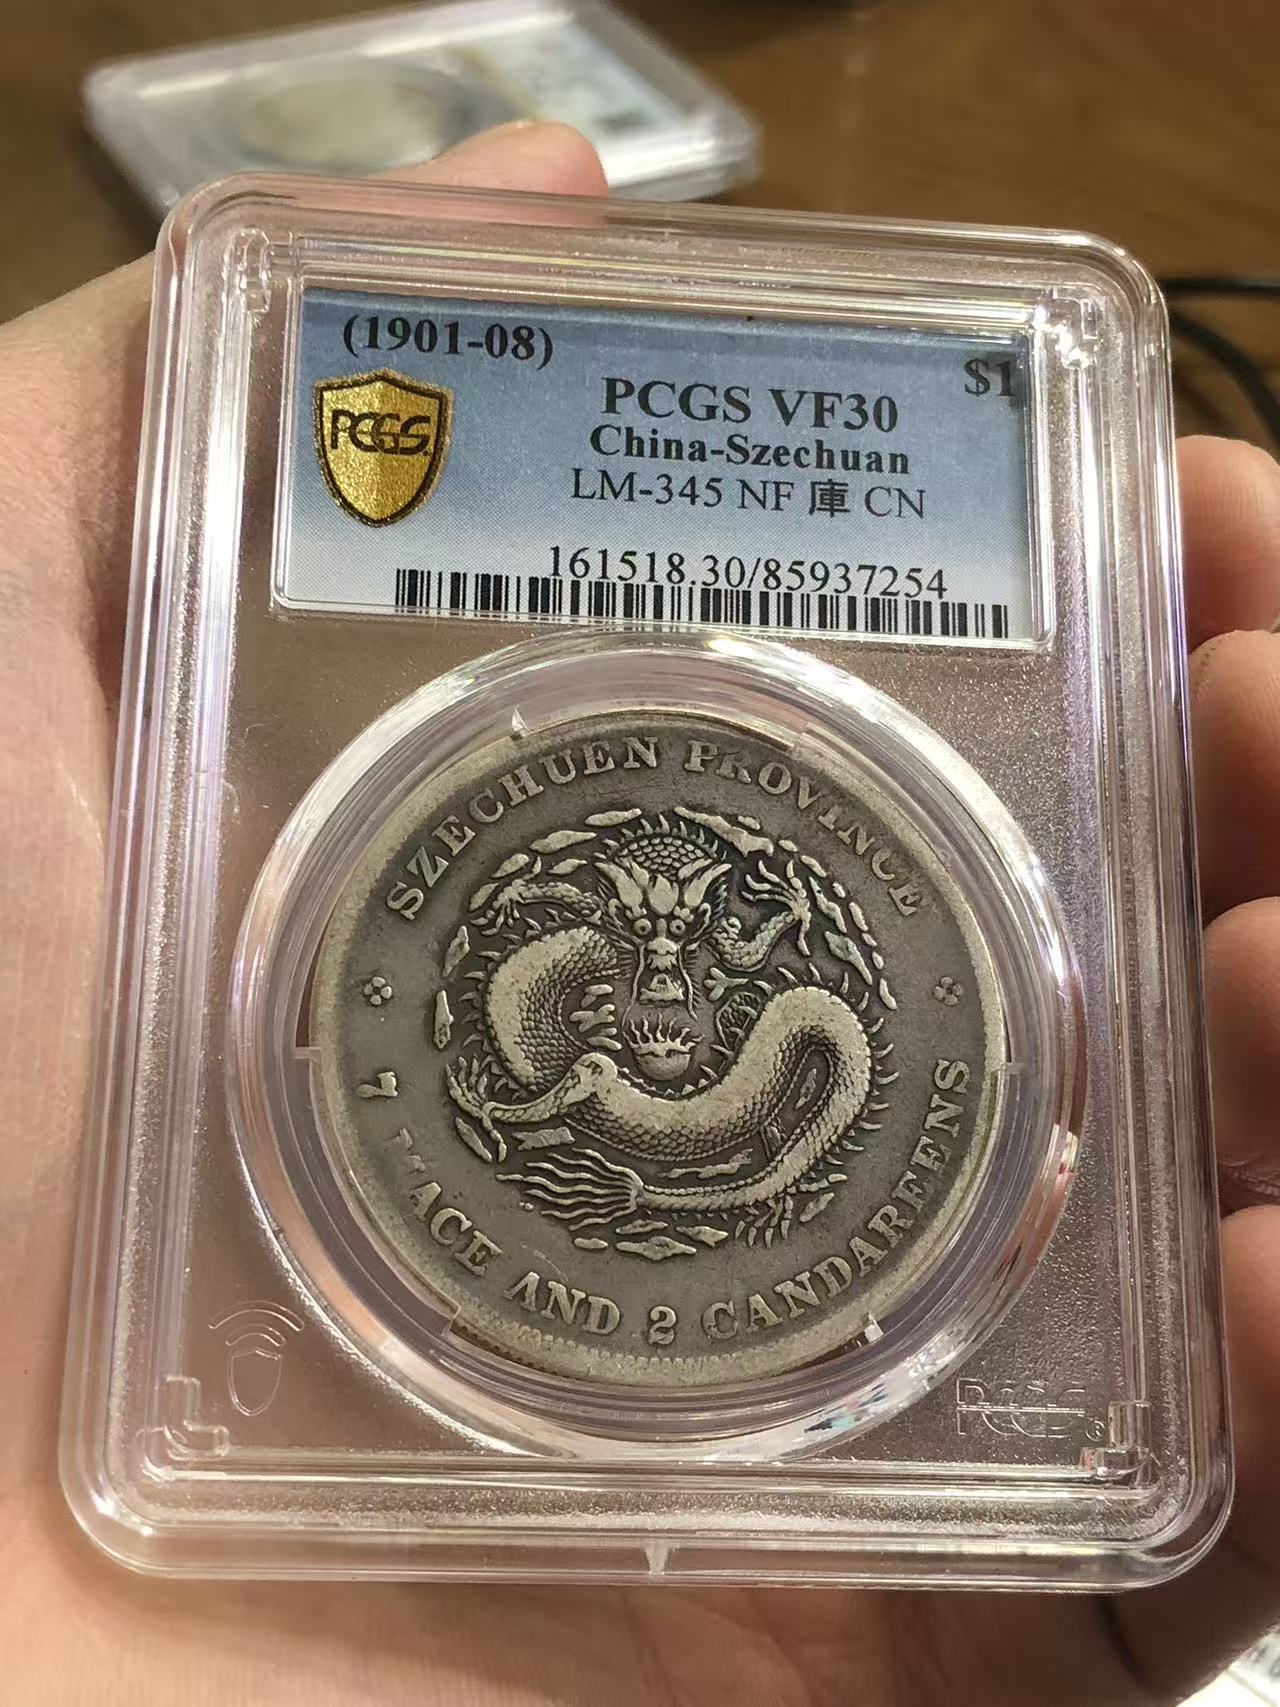 (1901-08)
$1
PCGS
PCGS VF30
China-Szechuan
LM-345 NF 庫 CN
161518.30/85937254
SZECHUEN PROVINCE
7 MACE AND 2 CANDAREENS
PCGS